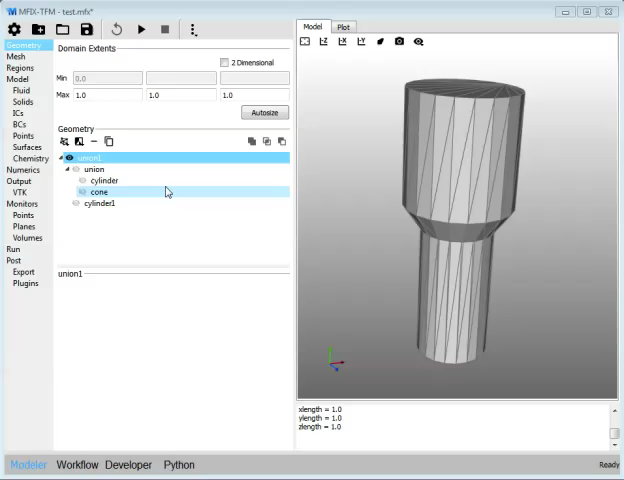 MFIX-TFM - test.mfx*
Geometry
Mesh
Regions
Model
Fluid
Solids
ICs
BCs
Points
Surfaces
Chemistry
Numerics
Output
VTK
Monitors
Points
Planes
Volumes
Run
Post
Export
Plugins
Domain Extents
2 Dimensional
Min 0.0
Max 1.0 1.0 1.0
Autosize
Geometry
union1
union
cylinder
cone
cylinder1
union1
Model Plot
xlength = 1.0
ylength = 1.0
zlength = 1.0
Modeler Workflow Developer Python
Ready